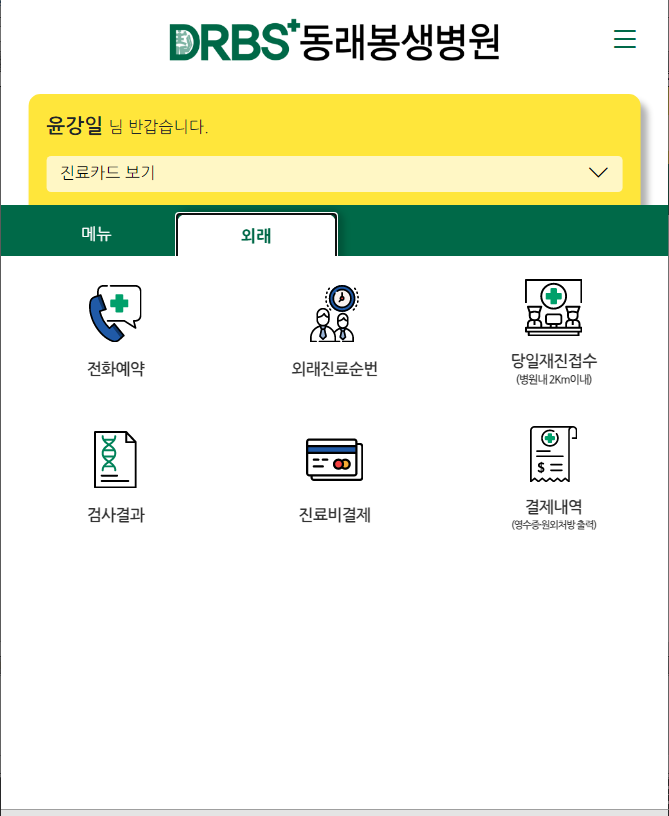 DRBS+동래봉생병원
윤강일 님 반갑습니다.
진료카드 보기
메뉴 외래
전화예약 외래진료순번 당일재진접수
(병원내 2Km이내)
검사결과 진료비결제 결제내역
(영수증·원외처방 출력)